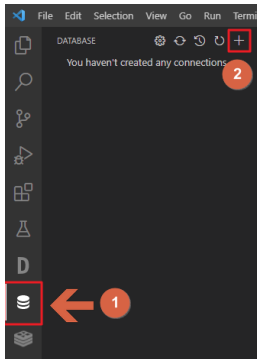 File Edit Selection View Go Run Termi
DATABASE
You haven't created any connections
2
D
1